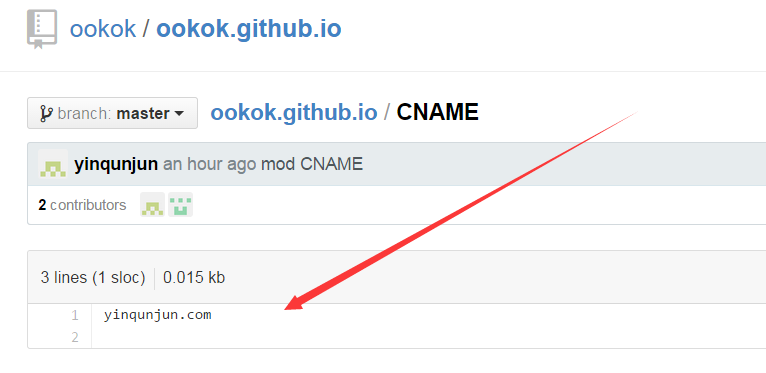 ookok / ookok.github.io
branch: master ookok.github.io / CNAME
yinqunjun an hour ago mod CNAME
2 contributors
3 lines (1 sloc) 0.015 kb
1 yinqunjun.com
2